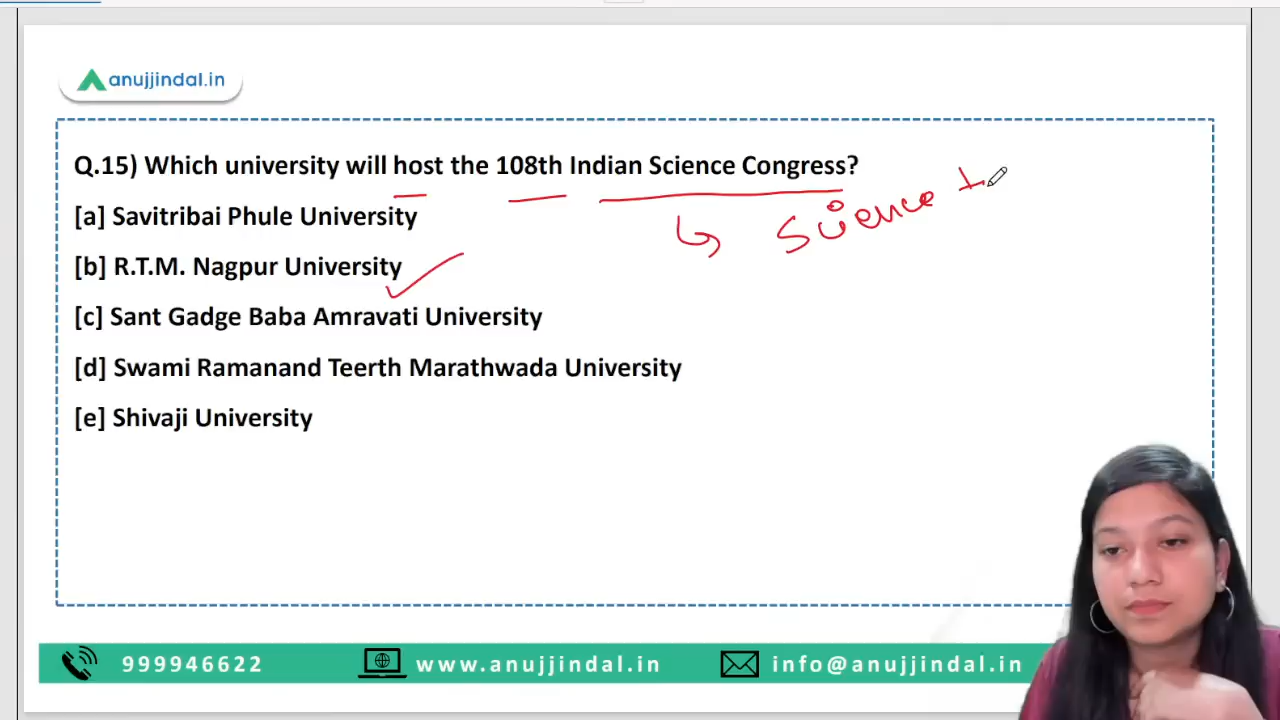 anujjindal.in
Q.15) Which university will host the 108th Indian Science Congress?
Science +
[a] Savitribai Phule University
[b] R.T.M. Nagpur University
[c] Sant Gadge Baba Amravati University
[d] Swami Ramanand Teerth Marathwada University
[e] Shivaji University
999946622 www.anujjindal.in info@anujjindal.in